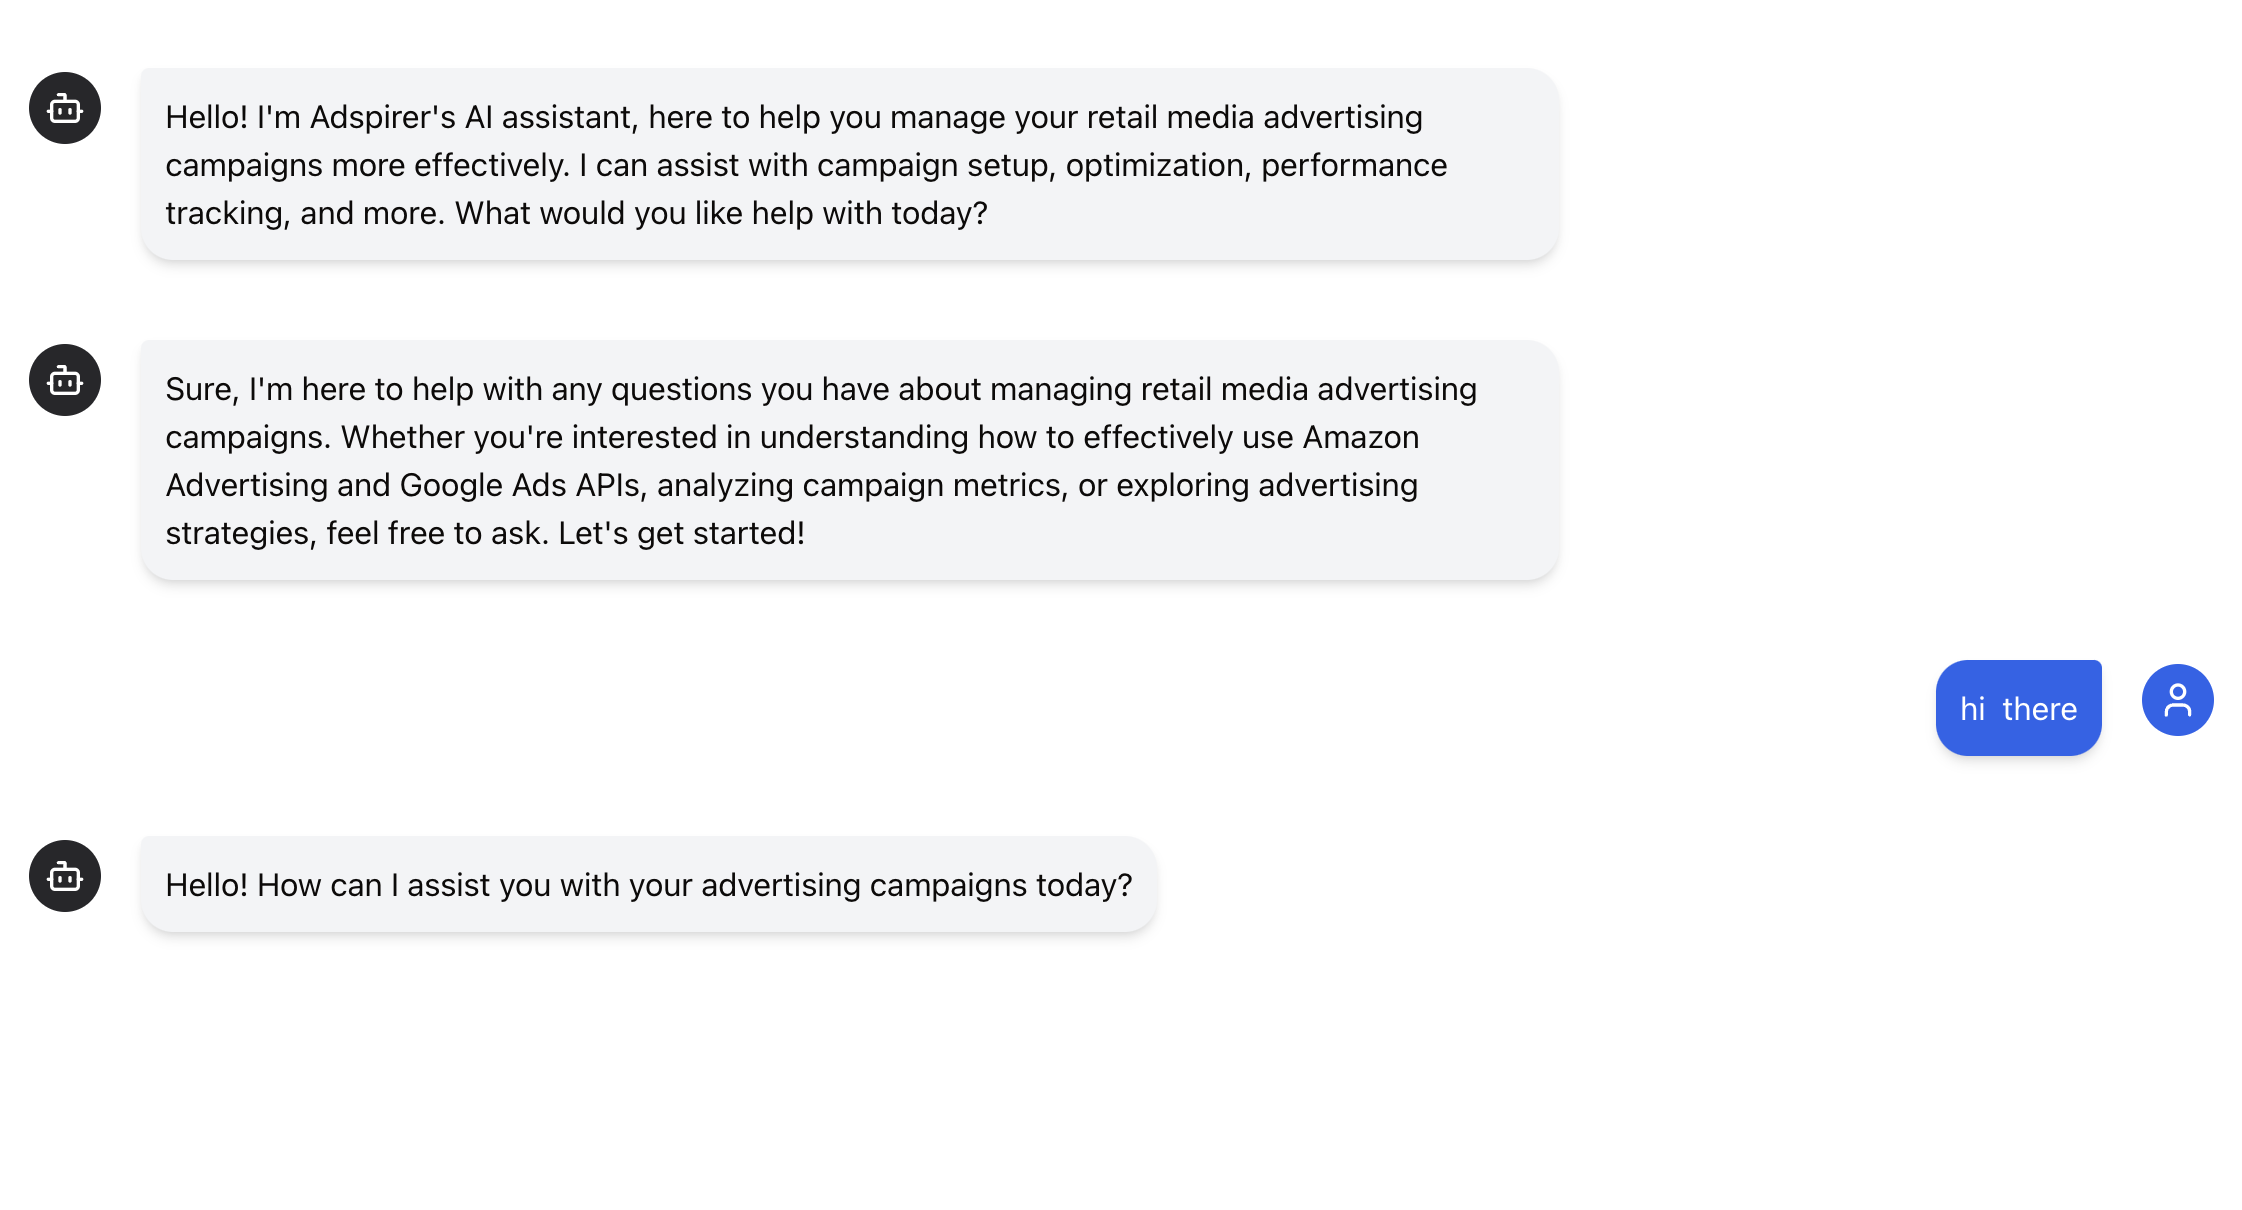 Hello! I'm Adspirer's AI assistant, here to help you manage your retail media advertising
campaigns more effectively. I can assist with campaign setup, optimization, performance
tracking, and more. What would you like help with today?
Sure, I'm here to help with any questions you have about managing retail media advertising
campaigns. Whether you're interested in understanding how to effectively use Amazon
Advertising and Google Ads APIs, analyzing campaign metrics, or exploring advertising
strategies, feel free to ask. Let's get started!
hi  there
Hello! How can I assist you with your advertising campaigns today?